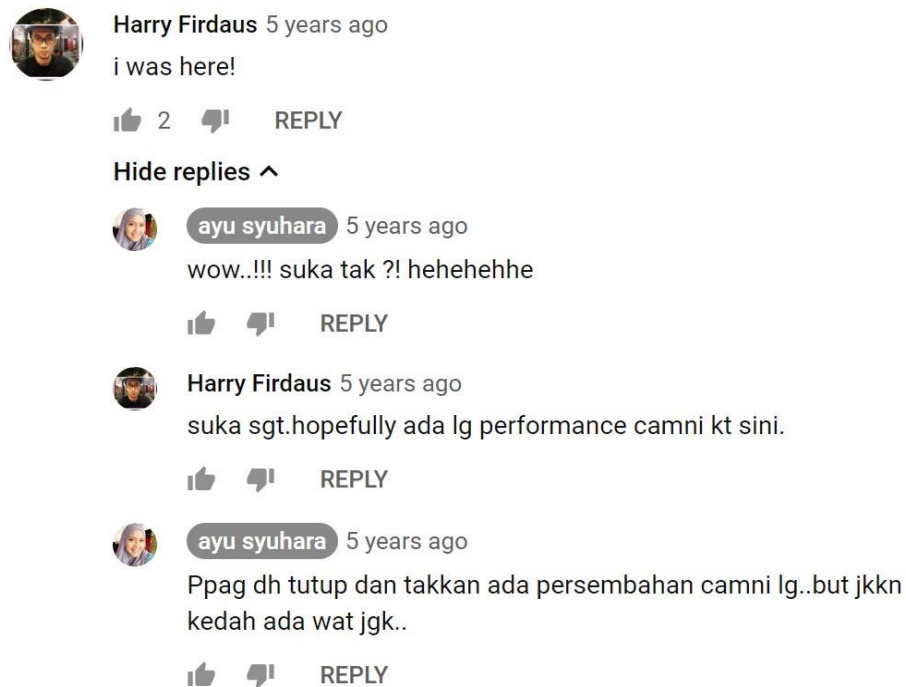 Harry Firdaus 5 years ago
i was here!
2 REPLY
Hide replies
ayu syuhara 5 years ago
wow..!!! suka tak ?! hehehehhe
REPLY
Harry Firdaus 5 years ago
suka sgt.hopefully ada lg performance camni kt sini.
REPLY
ayu syuhara 5 years ago
Ppag dh tutup dan takkan ada persembahan camni lg..but jkkn
kedah ada wat jgk..
REPLY